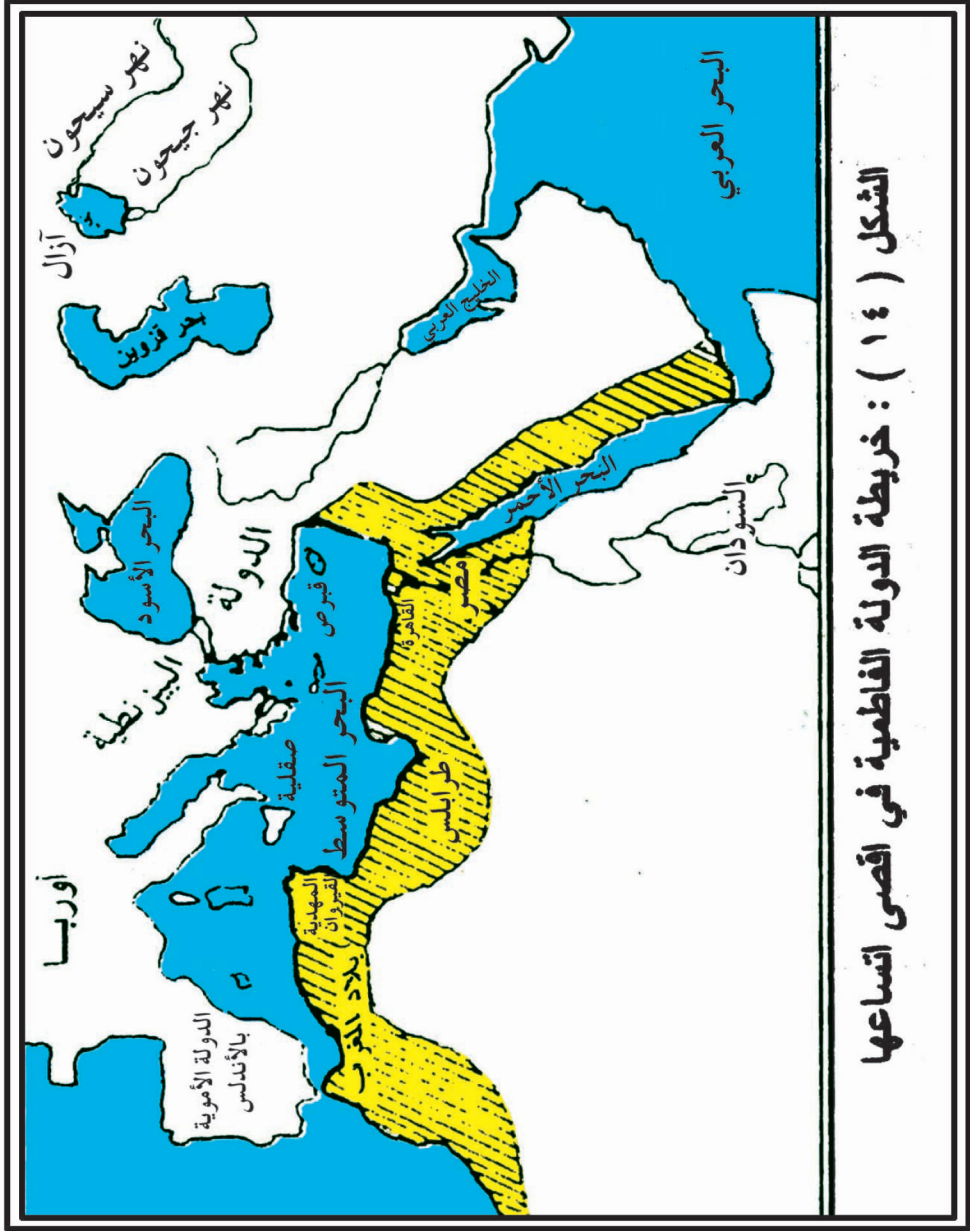 أوربا
الدولة الأموية
بالأندلس
البحر الأسود
بحر قزوين
آزال
نهر سيحون
نهر جيحون
البيزنطية
الدولة
صقلية
قبرص
البحر المتوسط
المهدية
القيروان
بلاد المغرب
طرابلس
القاهرة
مصر
الخليج العربي
البحر الأحمر
السودان
البحر العربي
الشكل ( ١٤ ) : خريطة الدولة الفاطمية في اقصى اتساعها